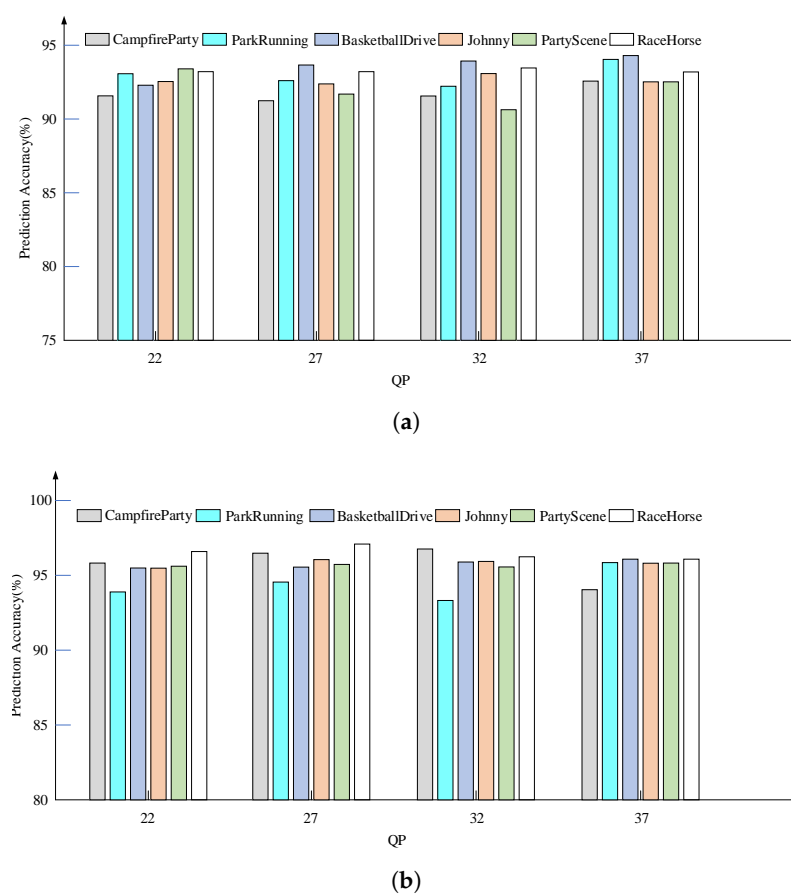 95
CampfireParty ParkRunning BasketballDrive Johnny PartyScene RaceHorse
90
Prediction Accuracy(%)
85
80
75
22 27 32 37
QP
(a)
100
CampfireParty ParkRunning BasketballDrive Johnny PartyScene RaceHorse
95
Prediction Accuracy(%)
90
85
80
22 27 32 37
QP
(b)